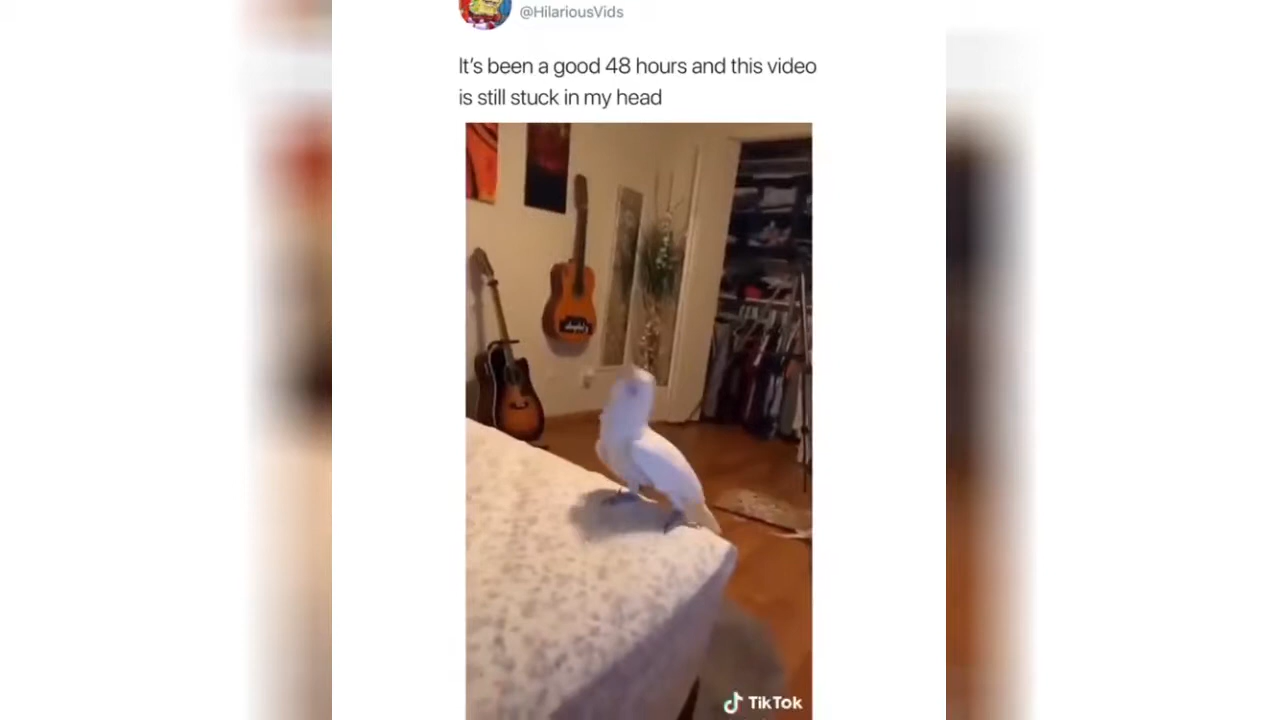 @HilariousVids
It's been a good 48 hours and this video
is still stuck in my head
TikTok